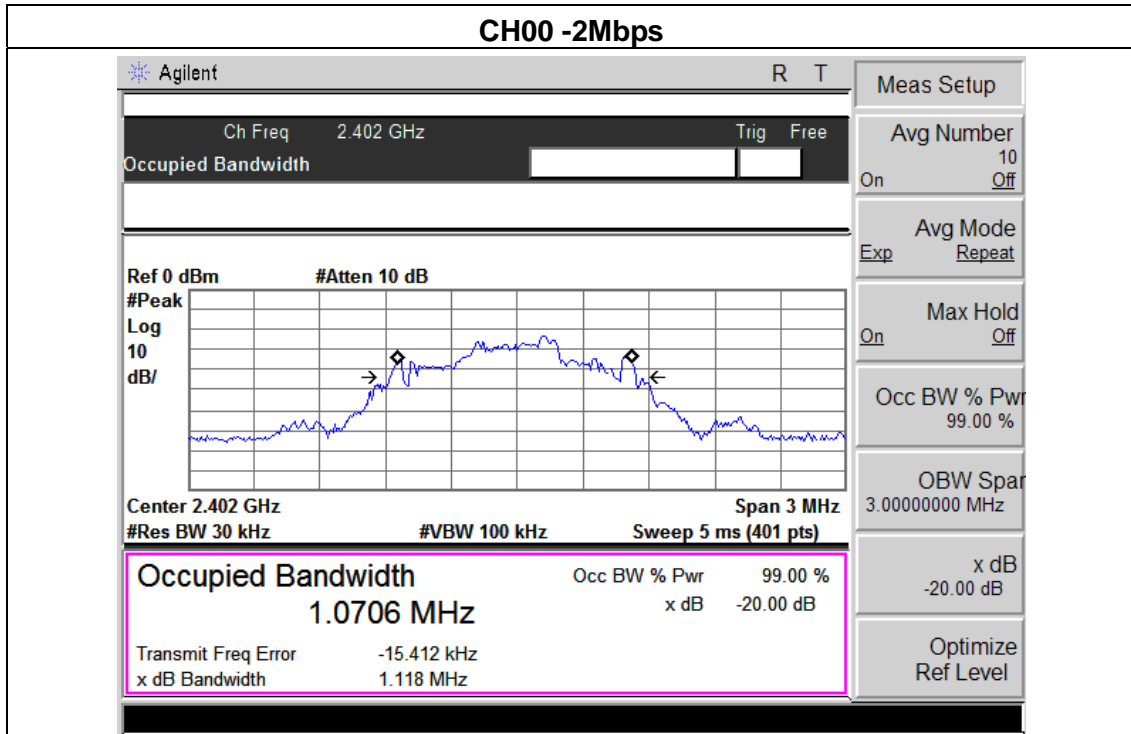 CH00 -2Mbps
Agilent R T
Ch Freq 2.402 GHz Trig Free
Occupied Bandwidth
Ref 0 dBm #Atten 10 dB
#Peak
Log
10
dB/
Center 2.402 GHz Span 3 MHz
#Res BW 30 kHz #VBW 100 kHz Sweep 5 ms (401 pts)
Occupied Bandwidth Occ BW % Pwr 99.00 %
1.0706 MHz x dB -20.00 dB
Transmit Freq Error -15.412 kHz
x dB Bandwidth 1.118 MHz
Meas Setup
Avg Number
10
On Off
Avg Mode
Exp Repeat
Max Hold
On Off
Occ BW % Pwr
99.00 %
OBW Spar
3.00000000 MHz
x dB
-20.00 dB
Optimize
Ref Level